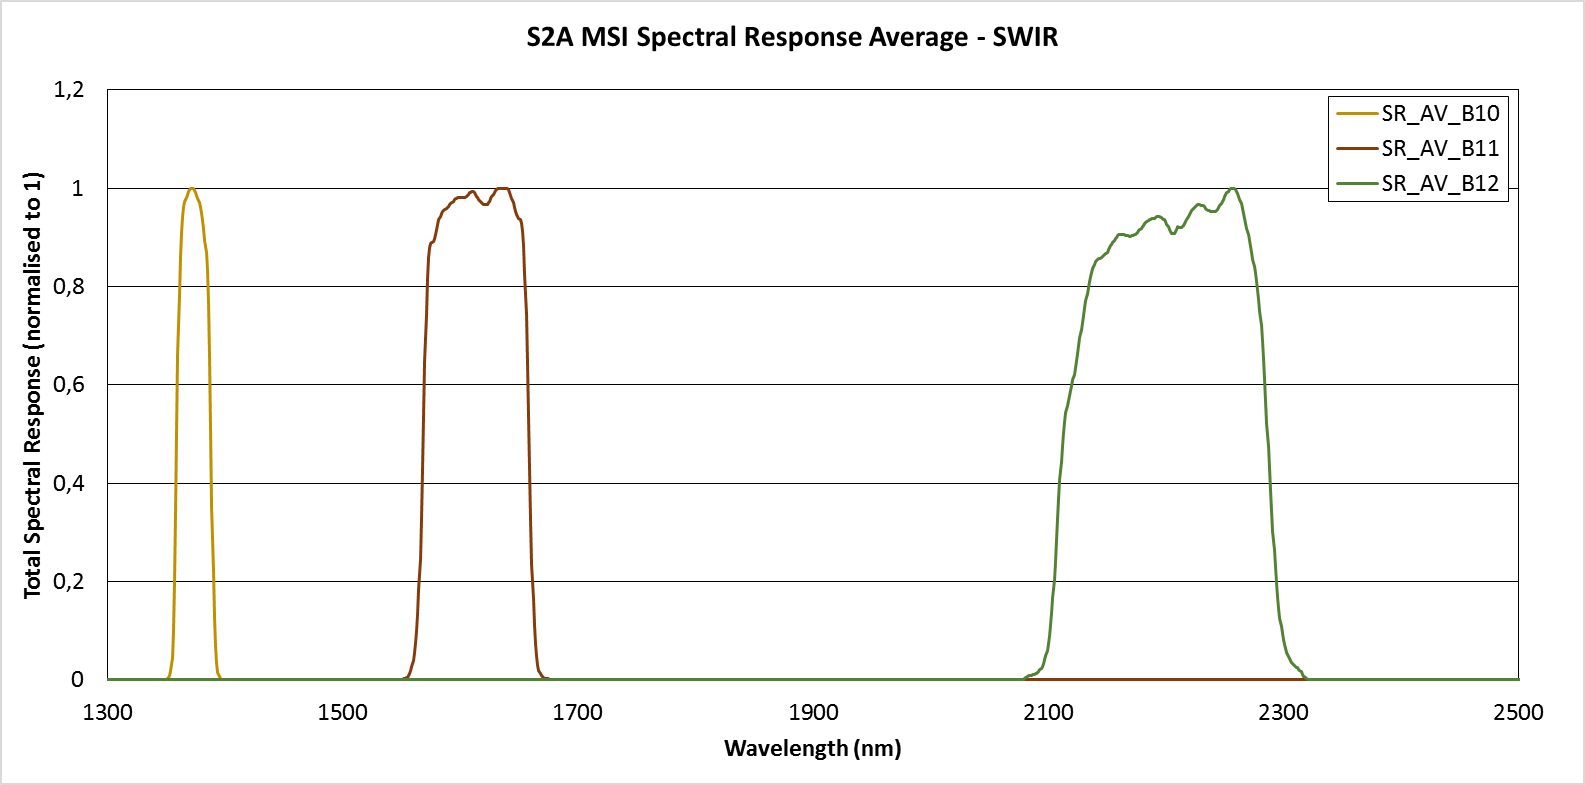 S2A MSI Spectral Response Average - SWIR
Total Spectral Response (normalised to 1)
1,2
1
0,8
0,6
0,4
0,2
0
SR_AV_B10
SR_AV_B11
SR_AV_B12
1300 1500 1700 1900 2100 2300 2500
Wavelength (nm)